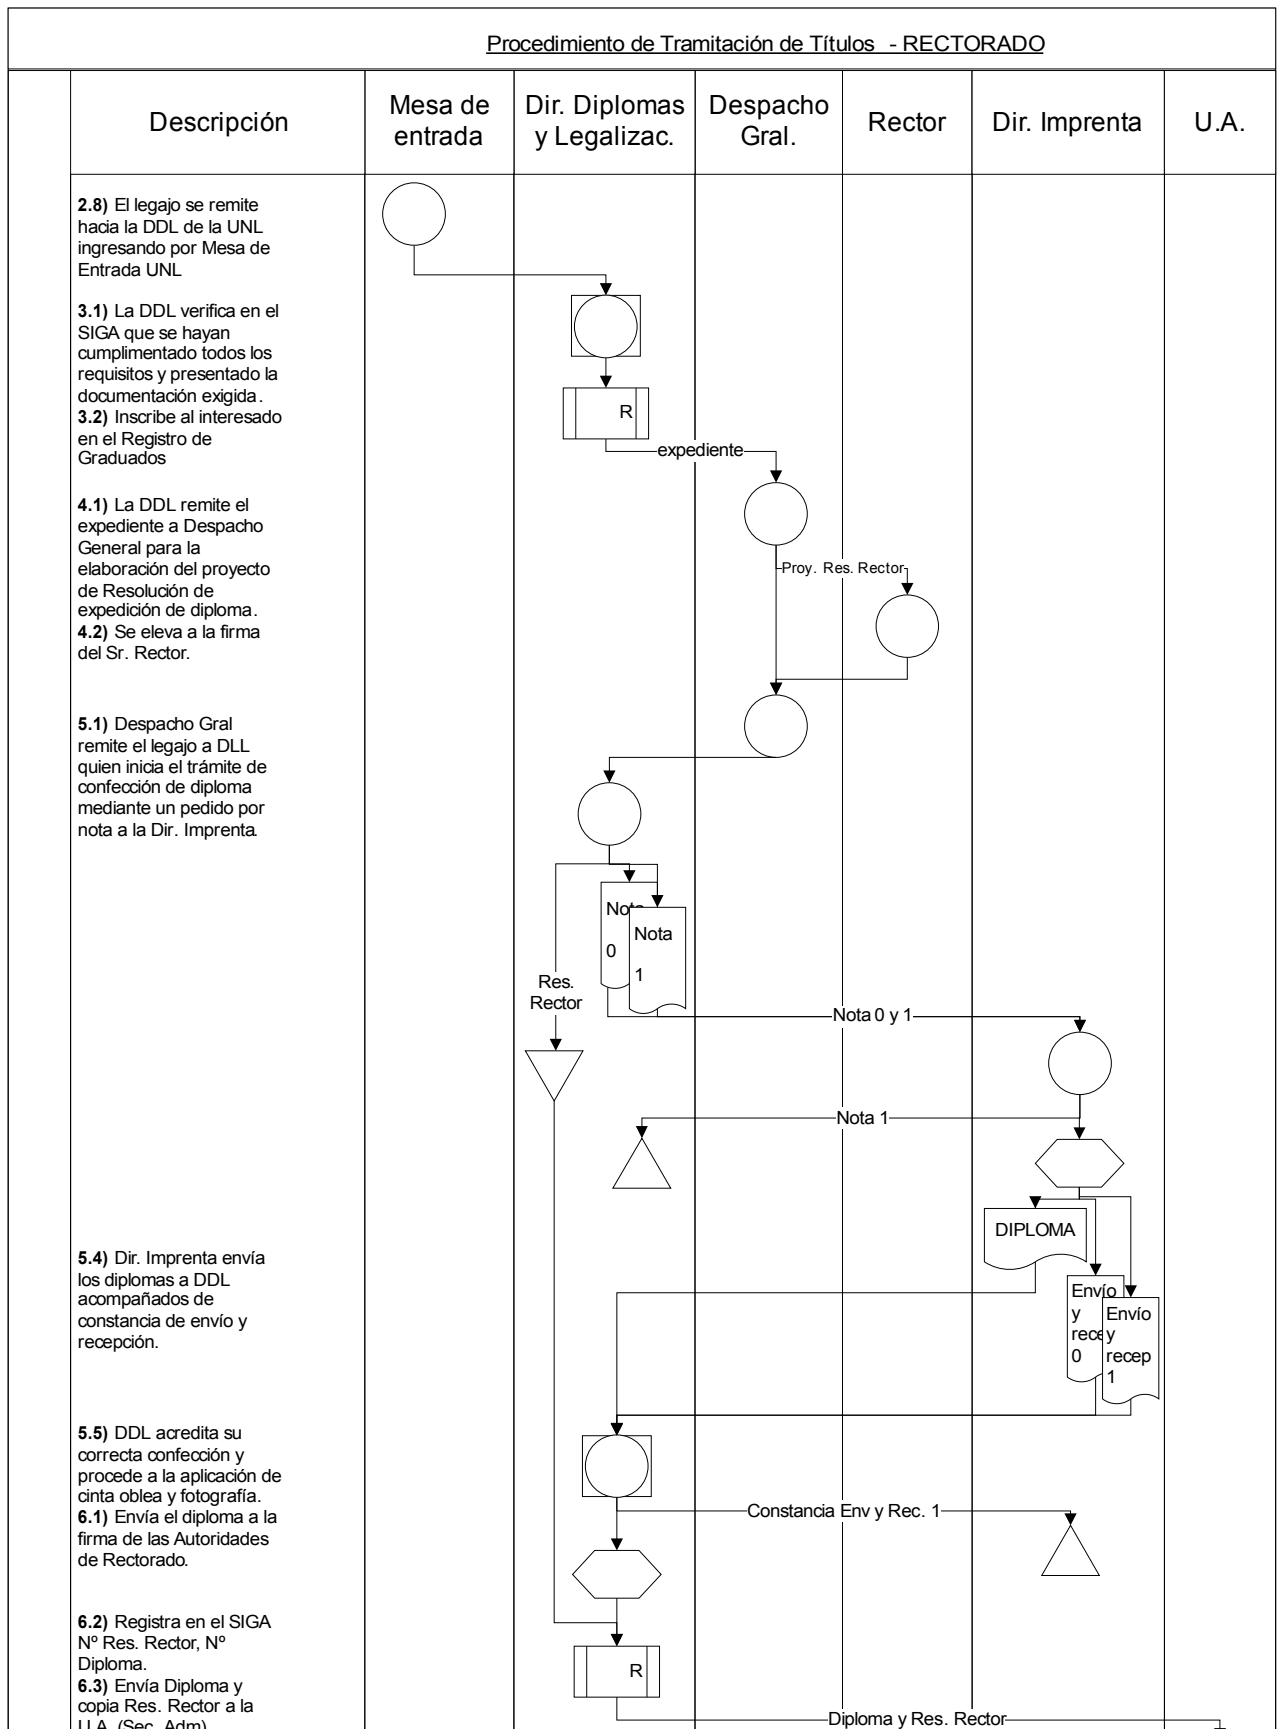 Procedimiento de Tramitación de Títulos - RECTORADO
Descripción
Mesa de
entrada
Dir. Diplomas
y Legalizac.
Despacho
Gral.
Rector
Dir. Imprenta
U.A.
2.8) El legajo se remite
hacia la DDL de la UNL
ingresando por Mesa de
Entrada UNL
3.1) La DDL verifica en el
SIGA que se hayan
cumplimentado todos los
requisitos y presentado la
documentación exigida.
3.2) Inscribe al interesado
en el Registro de
Graduados
R
expediente
4.1) La DDL remite el
expediente a Despacho
General para la
elaboración del proyecto
de Resolución de
expedición de diploma.
4.2) Se eleva a la firma
del Sr. Rector.
Proy. Res. Rector
5.1) Despacho Gral
remite el legajo a DLL
quien inicia el trámite de
confección de diploma
mediante un pedido por
nota a la Dir. Imprenta.
Nota
0
Nota
1
Res.
Rector
Nota 0 y 1
Nota 1
DIPLOMA
5.4) Dir. Imprenta envía
los diplomas a DDL
acompañados de
constancia de envío y
recepción.
Envío
y
rece
0
Envío
y
recep
1
5.5) DDL acredita su
correcta confección y
procede a la aplicación de
cinta oblea y fotografía.
6.1) Envía el diploma a la
firma de las Autoridades
de Rectorado.
Constancia Env y Rec. 1
6.2) Registra en el SIGA
Nº Res. Rector, Nº
Diploma.
6.3) Envía Diploma y
copia Res. Rector a la
U.A. (Sec. Adm)
R
Diploma y Res. Rector